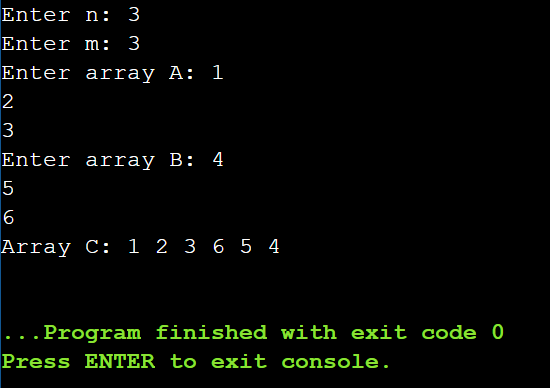 Enter n: 3
Enter m: 3
Enter array A: 1
2
3
Enter array B: 4
5
6
Array C: 1 2 3 6 5 4
...Program finished with exit code 0
Press ENTER to exit console.